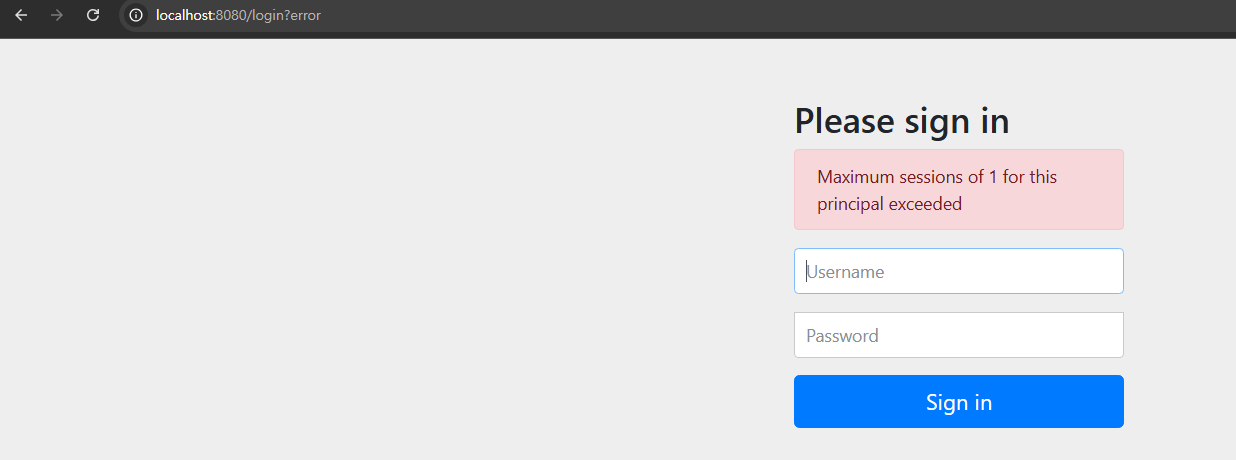 localhost:8080/login?error
Please sign in
Maximum sessions of 1 for this
principal exceeded
Username
Password
Sign in